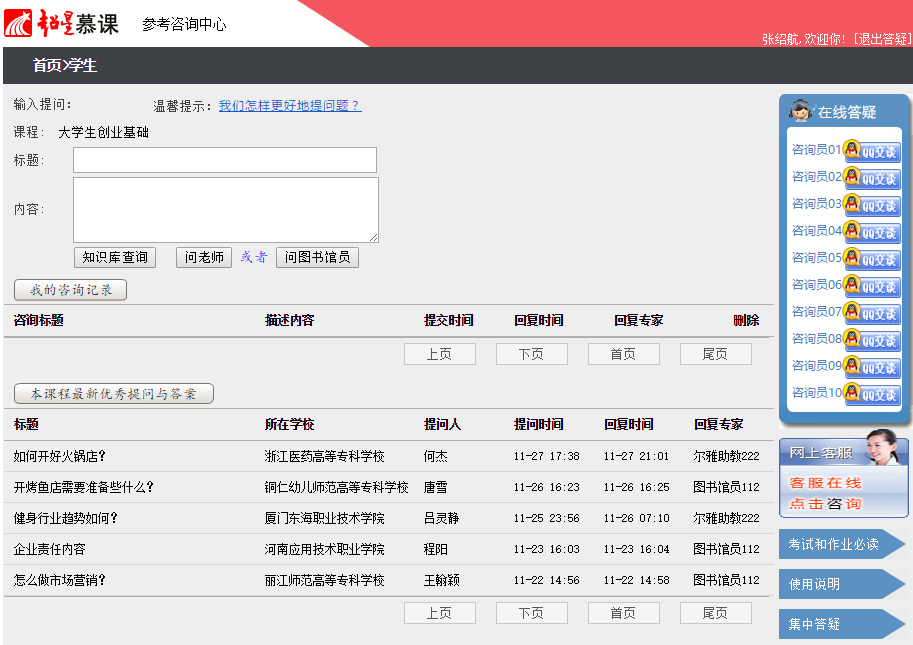 超星慕课 参考咨询中心
张绍航,欢迎你! [退出答疑]
首页>学生
输入提问: 温馨提示: 我们怎样更好地提问题？
课程: 大学生创业基础
标题:
内容:
知识库查询 问老师 或者 问图书馆员
我的咨询记录
咨询标题 描述内容 提交时间 回复时间 回复专家 删除
上页 下页 首页 尾页
本课程最新优秀提问与答案
标题 所在学校 提问人 提问时间 回复时间 回复专家
如何开好火锅店？ 浙江医药高等专科学校 何杰 11-27 17:38 11-27 21:01 尔雅助教222
开烤鱼店需要准备些什么？ 铜仁幼儿师范高等专科学校 唐雪 11-26 16:23 11-26 16:25 图书馆员112
健身行业趋势如何？ 厦门东海职业技术学院 吕灵静 11-25 23:56 11-26 07:10 尔雅助教222
企业责任内容 河南应用技术职业学院 程阳 11-23 16:03 11-23 16:04 图书馆员112
怎么做市场营销？ 丽江师范高等专科学校 王翰颖 11-22 14:56 11-22 14:58 图书馆员112
上页 下页 首页 尾页
在线答疑
咨询员01 QQ交谈
咨询员02 QQ交谈
咨询员03 QQ交谈
咨询员04 QQ交谈
咨询员05 QQ交谈
咨询员06 QQ交谈
咨询员07 QQ交谈
咨询员08 QQ交谈
咨询员09 QQ交谈
咨询员10 QQ交谈
网上客服
客服在线
点击咨询
考试和作业必读
使用说明
集中答疑